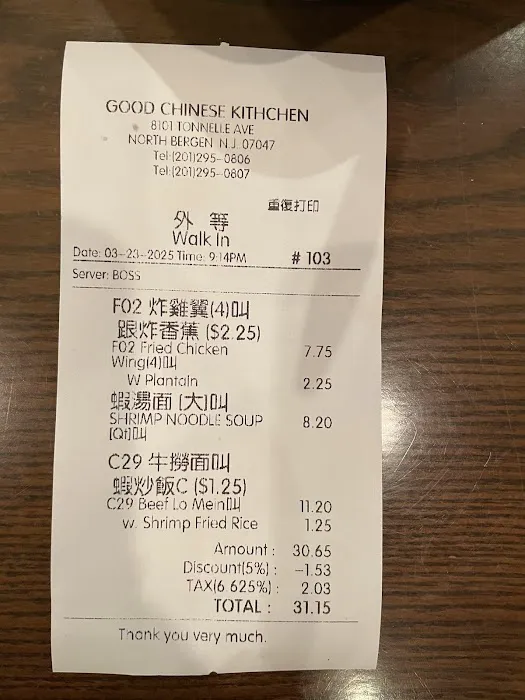 GOOD CHINESE KITHCHEN
8101 TONNELLE AVE
NORTH BERGEN N.J. 07047
Tel:(201)295-0806
Tel:(201)295-0807
重復打印
外 等
Walk In
Date: 03-23-2025 Time: 9:14PM # 103
Server: BOSS
F02 炸雞翼(4)叫
跟炸香蕉 ($2.25)
F02 Fried Chicken 7.75
Wing(4)叫
W Plantain 2.25
蝦湯面 (大)叫
SHRIMP NOODLE SOUP 8.20
(Qt)叫
C29 牛撈面叫
蝦炒飯C ($1.25)
C29 Beef Lo Mein叫 11.20
w. Shrimp Fried Rice 1.25
Amount : 30.65
Discount(5%) : -1.53
TAX(6.625%) : 2.03
TOTAL : 31.15
Thank you very much.